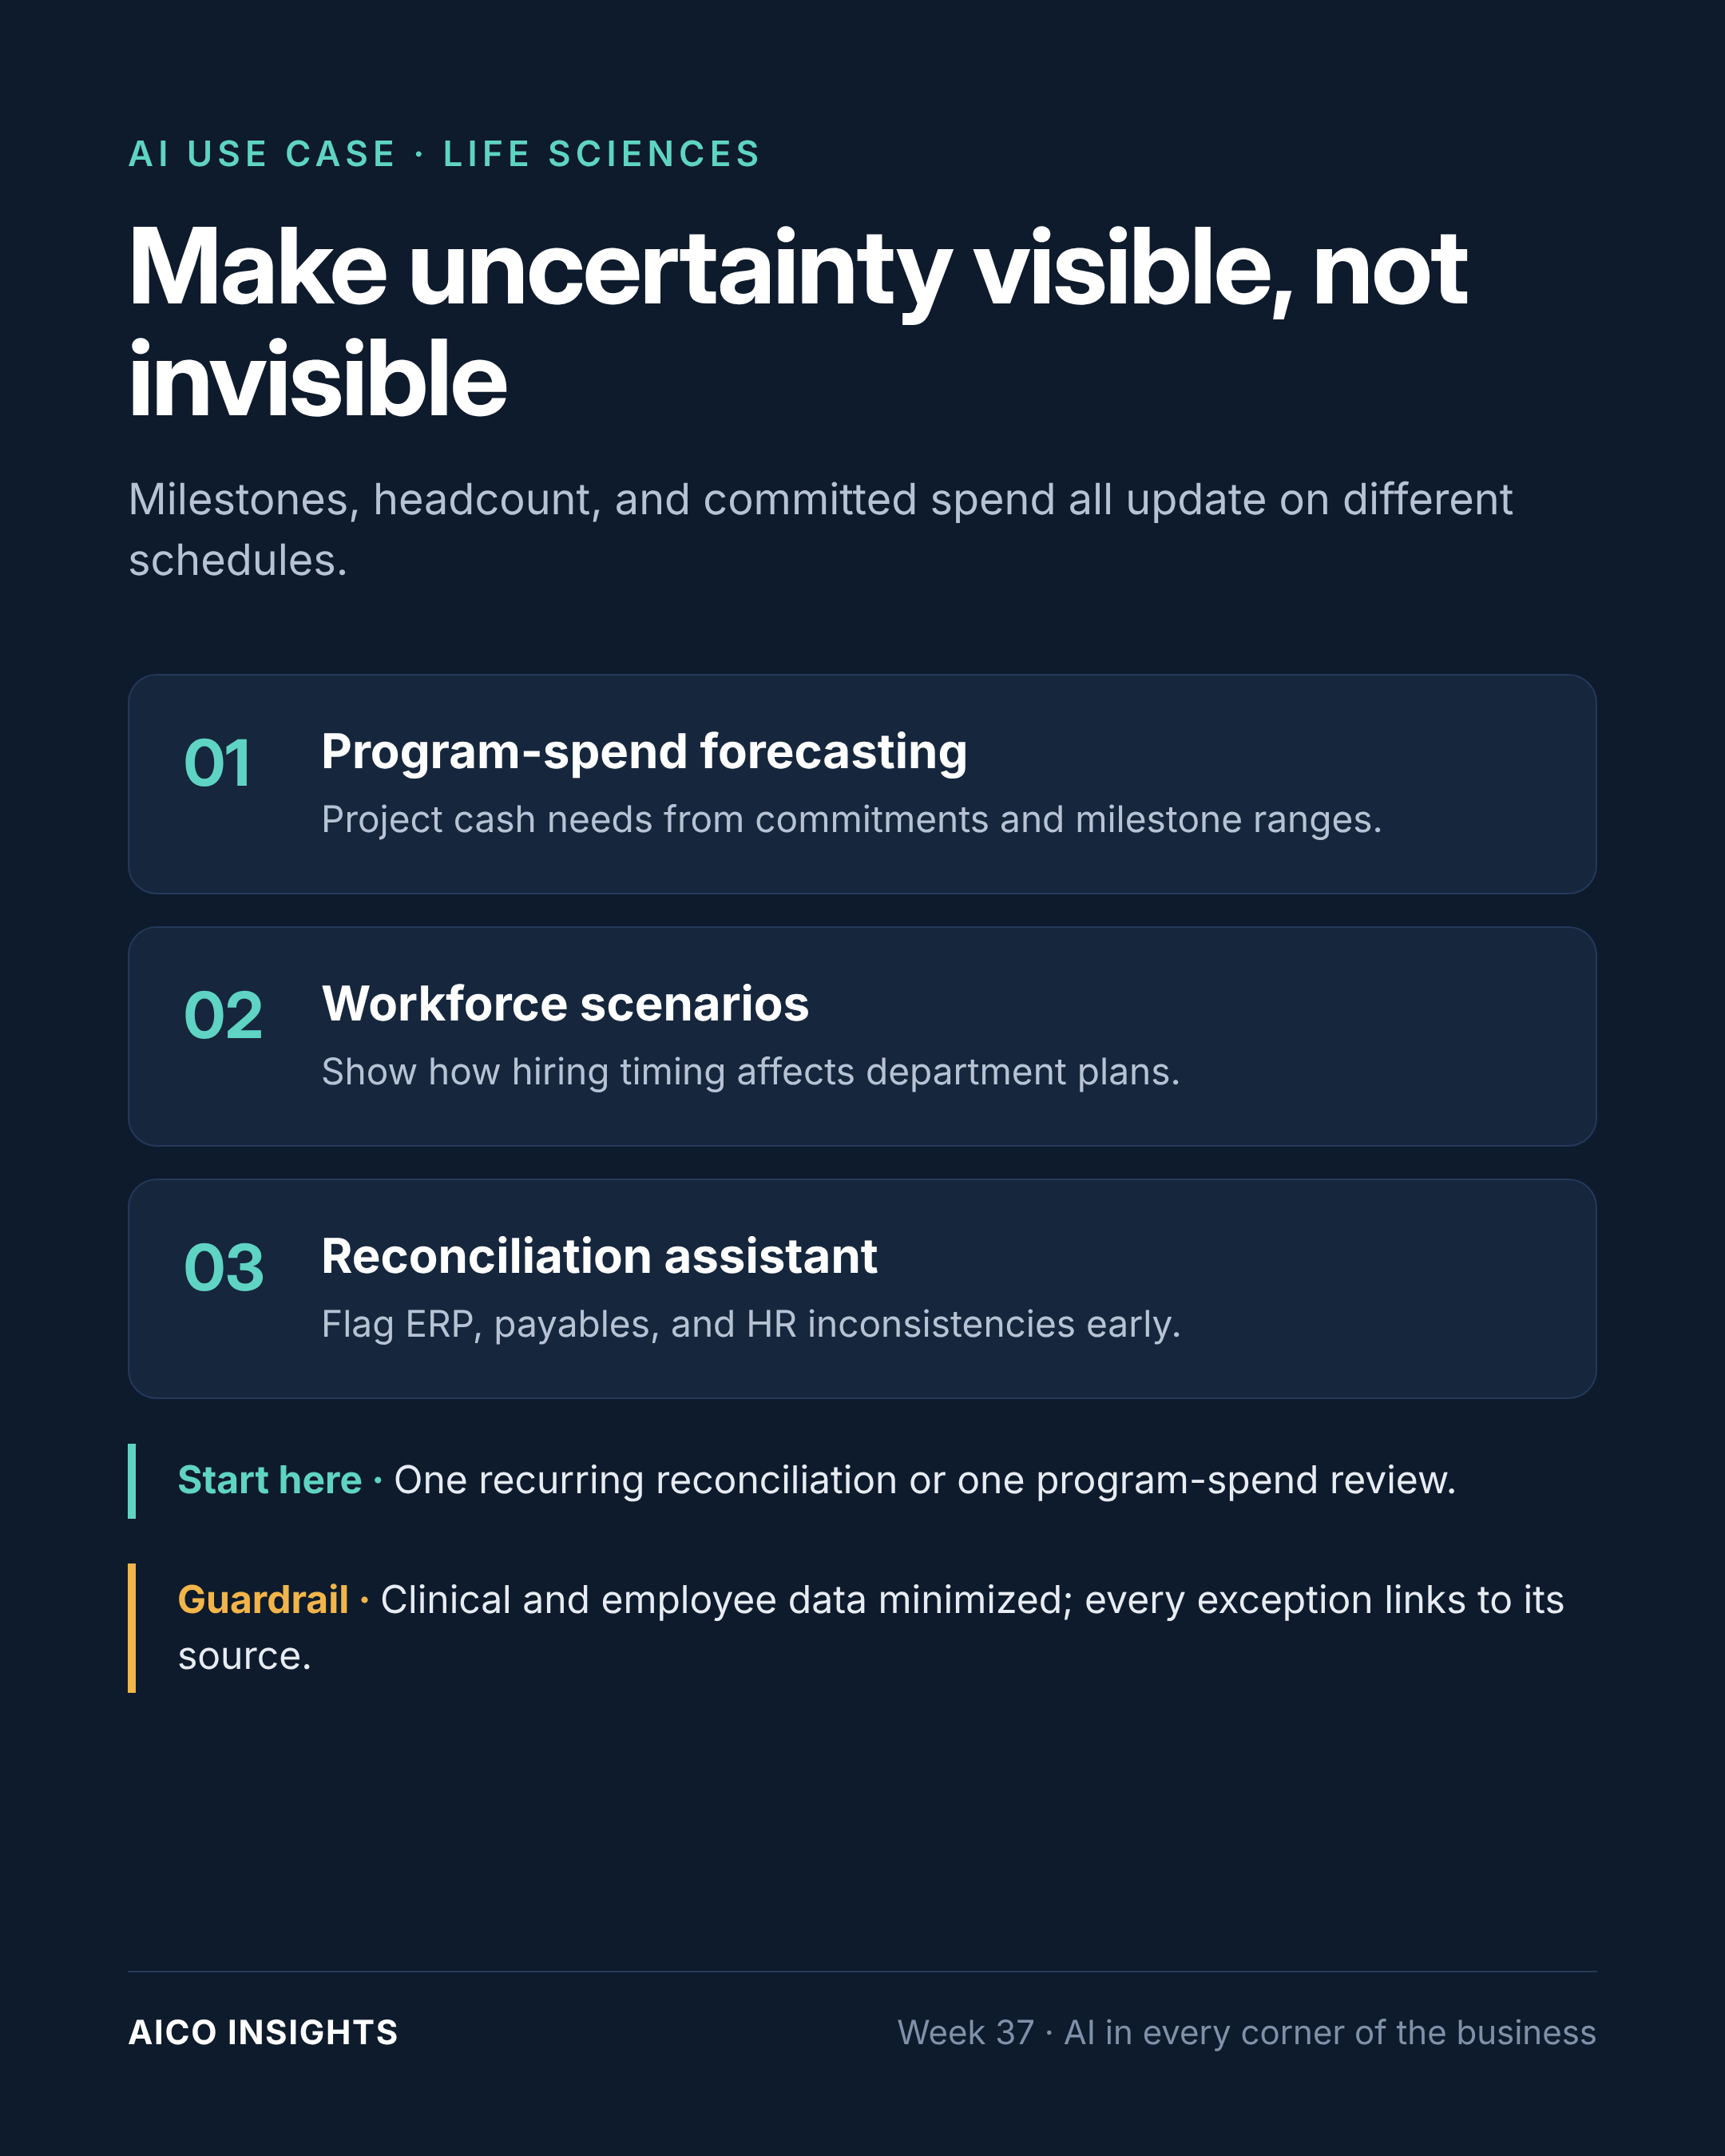 AI USE CASE · LIFE SCIENCES
Make uncertainty visible, not
invisible
Milestones, headcount, and committed spend all update on different
schedules.
01
Program-spend forecasting
Project cash needs from commitments and milestone ranges.
02
Workforce scenarios
Show how hiring timing affects department plans.
03
Reconciliation assistant
Flag ERP, payables, and HR inconsistencies early.
Start here · One recurring reconciliation or one program-spend review.
Guardrail · Clinical and employee data minimized; every exception links to its
source.
AICO INSIGHTS
Week 37 · AI in every corner of the business